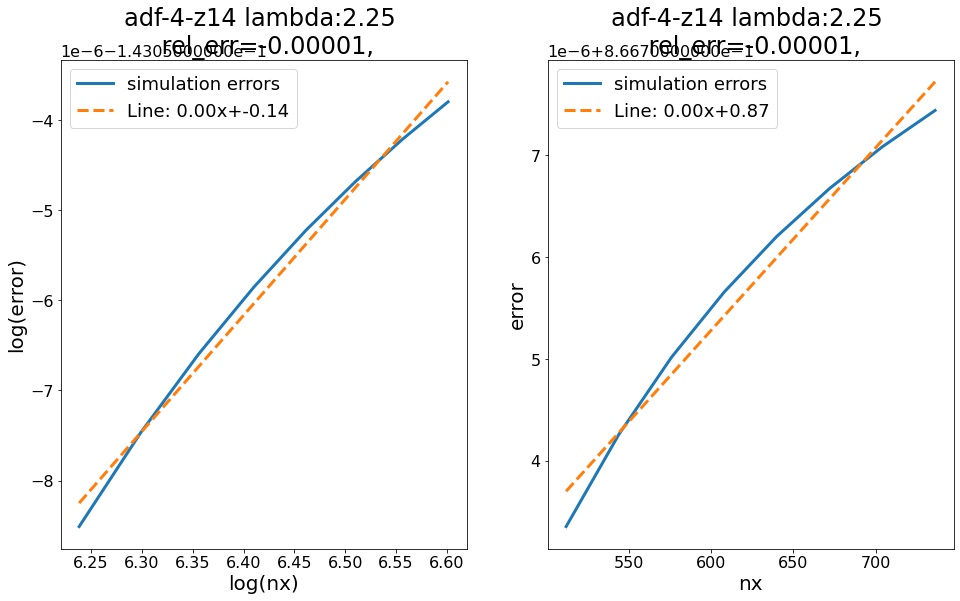 adf-4-z14 lambda:2.25
rel_err=-0.00001,
1e−6−1.4305000000e−1
simulation errors
Line: 0.00x+-0.14
−4
−5
−6
−7
−8
log(error)
6.25 6.30 6.35 6.40 6.45 6.50 6.55 6.60
log(nx)
adf-4-z14 lambda:2.25
rel_err=-0.00001,
1e−6+8.6670000000e−1
simulation errors
Line: 0.00x+0.87
7
6
5
4
error
550 600 650 700
nx